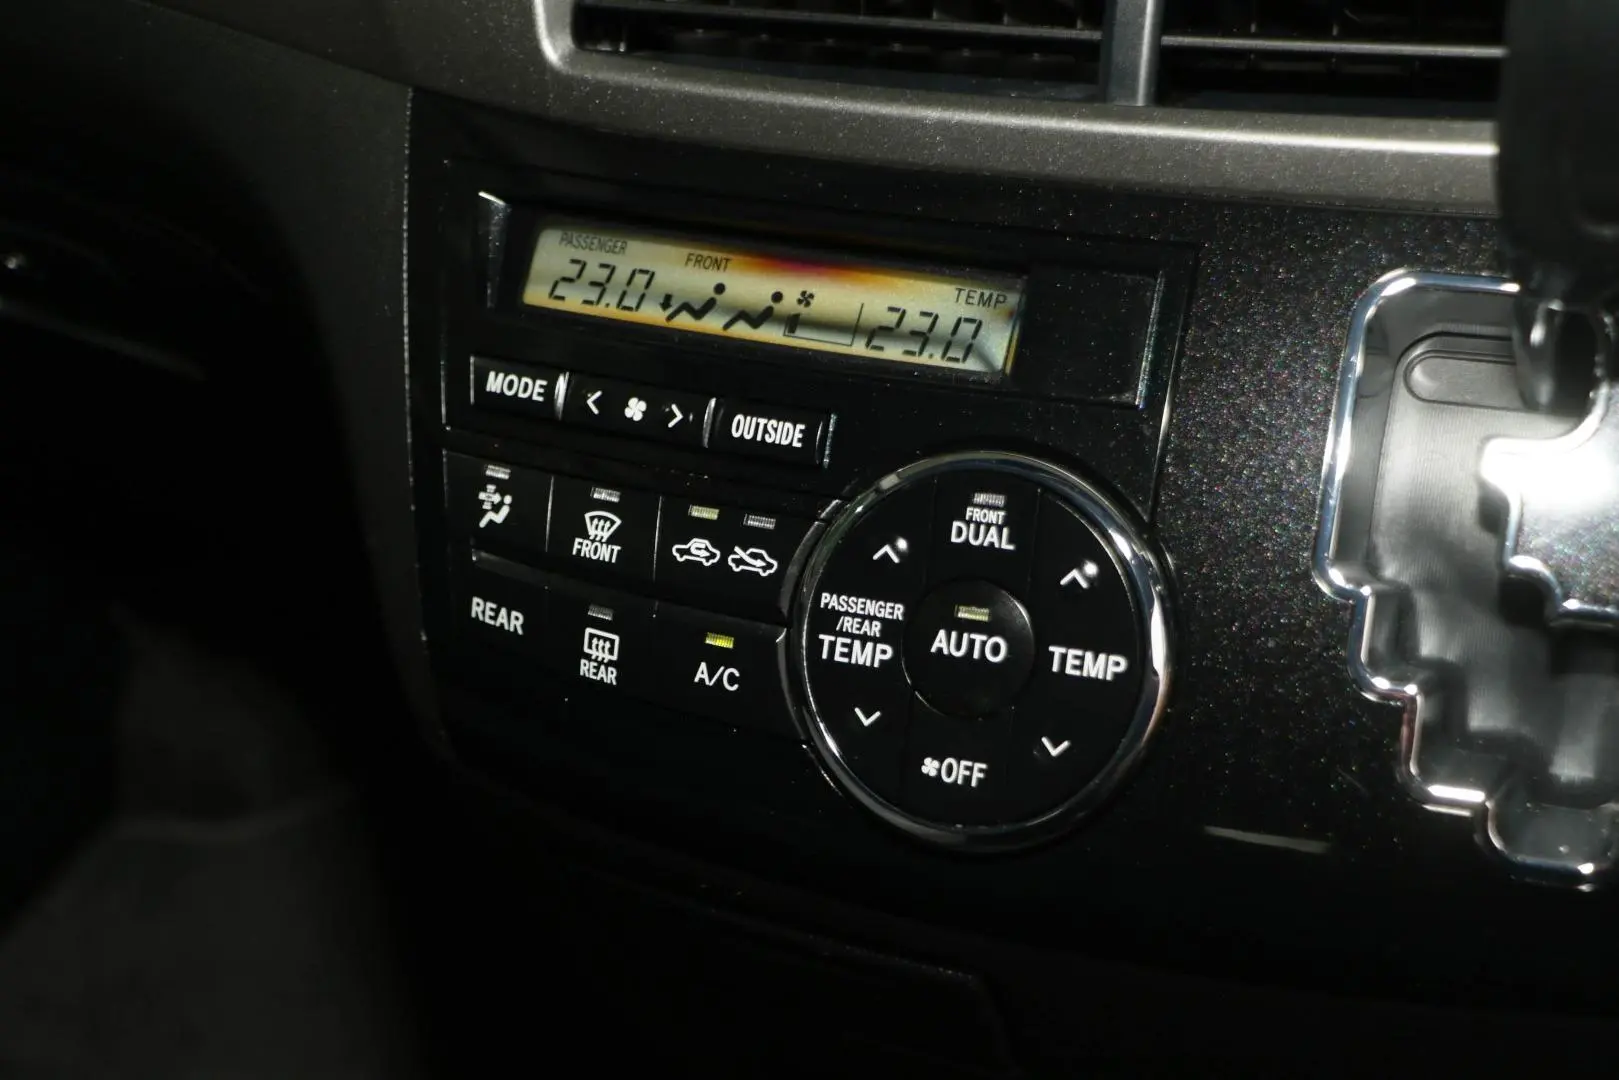 PASSENGER
FRONT
TEMP
23.0
23.0
MODE
OUTSIDE
FRONT
FRONT
DUAL
PASSENGER
/REAR
TEMP
AUTO
TEMP
REAR
REAR
A/C
OFF